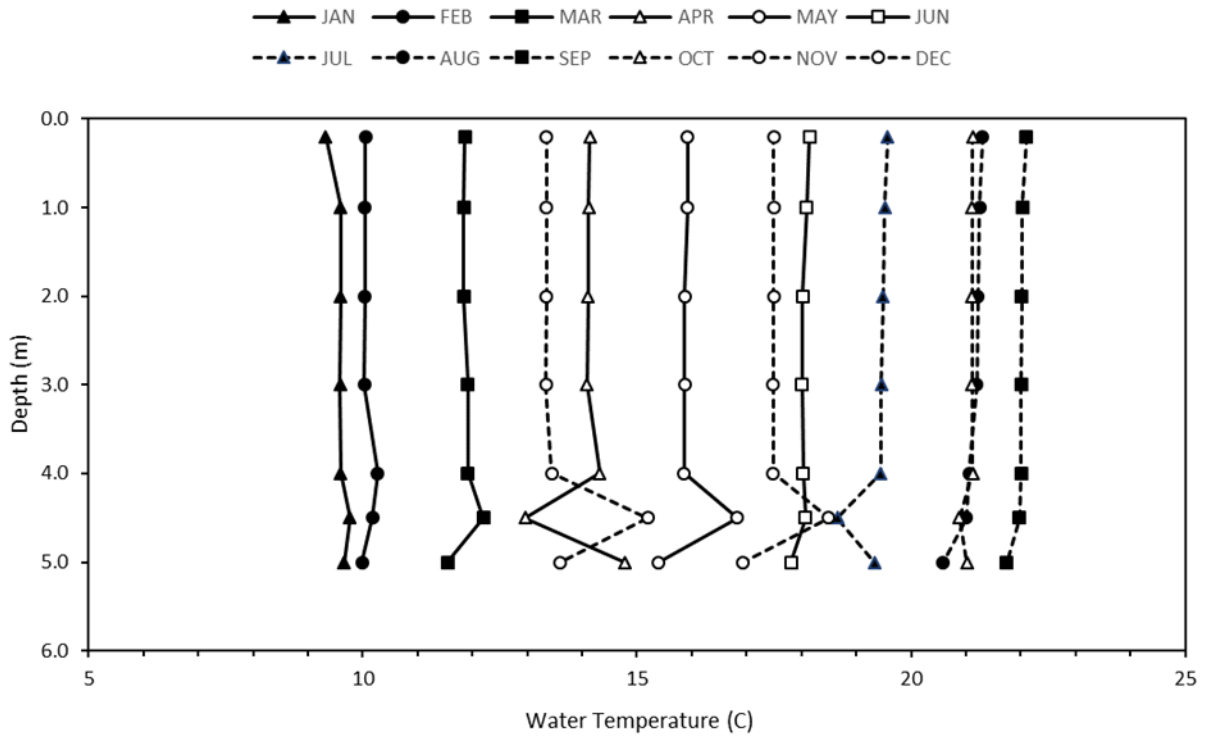 JAN FEB MAR APR MAY JUN
JUL AUG SEP OCT NOV DEC
0.0
1.0
2.0
3.0
4.0
5.0
6.0
Depth (m)
5 10 15 20 25
Water Temperature (C)